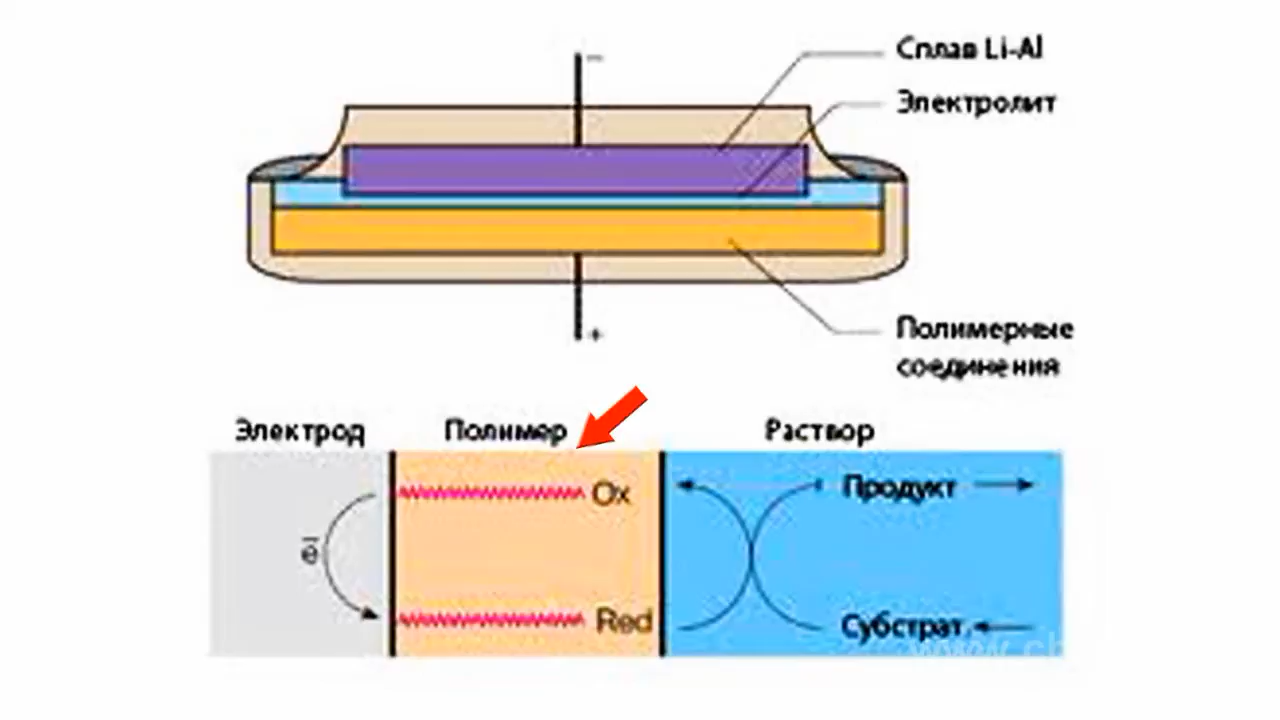 −
Сплав Li-Al
Электролит
+
Полимерные
соединения
Электрод
Полимер
Раствор
Ox
Продукт
ē
Red
Субстрат